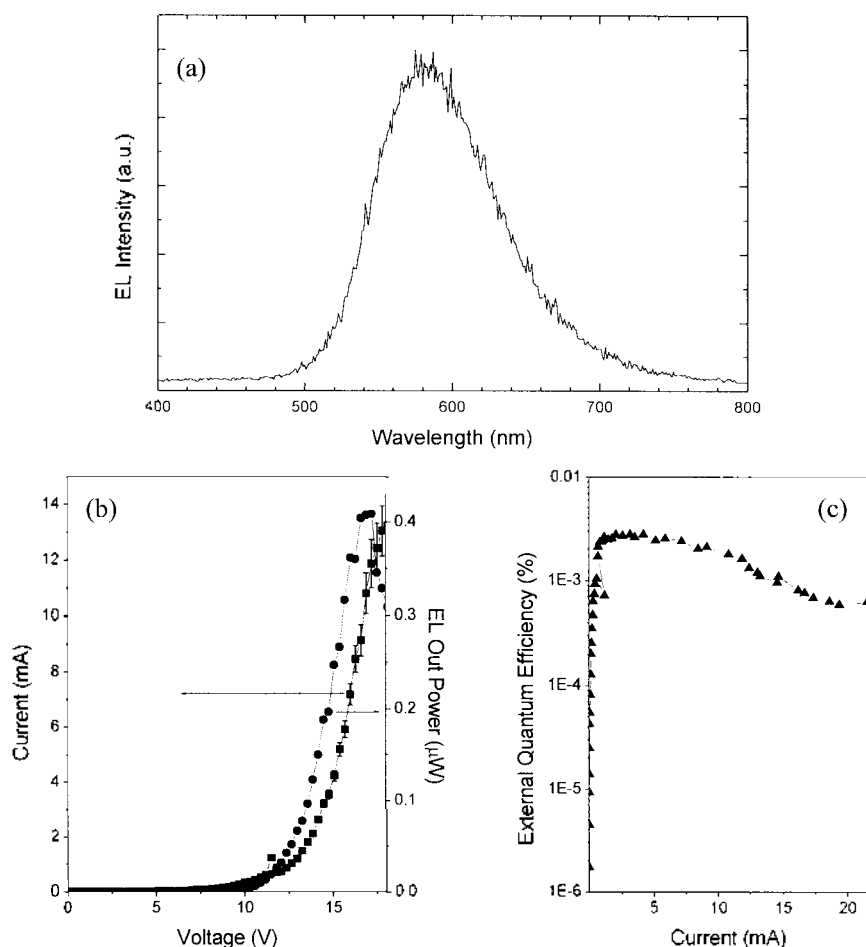 (a)
EL Intensity (a.u.)
400 500 600 700 800
Wavelength (nm)
(b)
14
12
10
8
6
4
2
0
Current (mA)
0.4
0.3
0.2
0.1
0.0
EL Out Power (μW)
0 5 10 15
Voltage (V)
(c)
0.01
1E-3
1E-4
1E-5
1E-6
External Quantum Efficiency (%)
5 10 15 20
Current (mA)